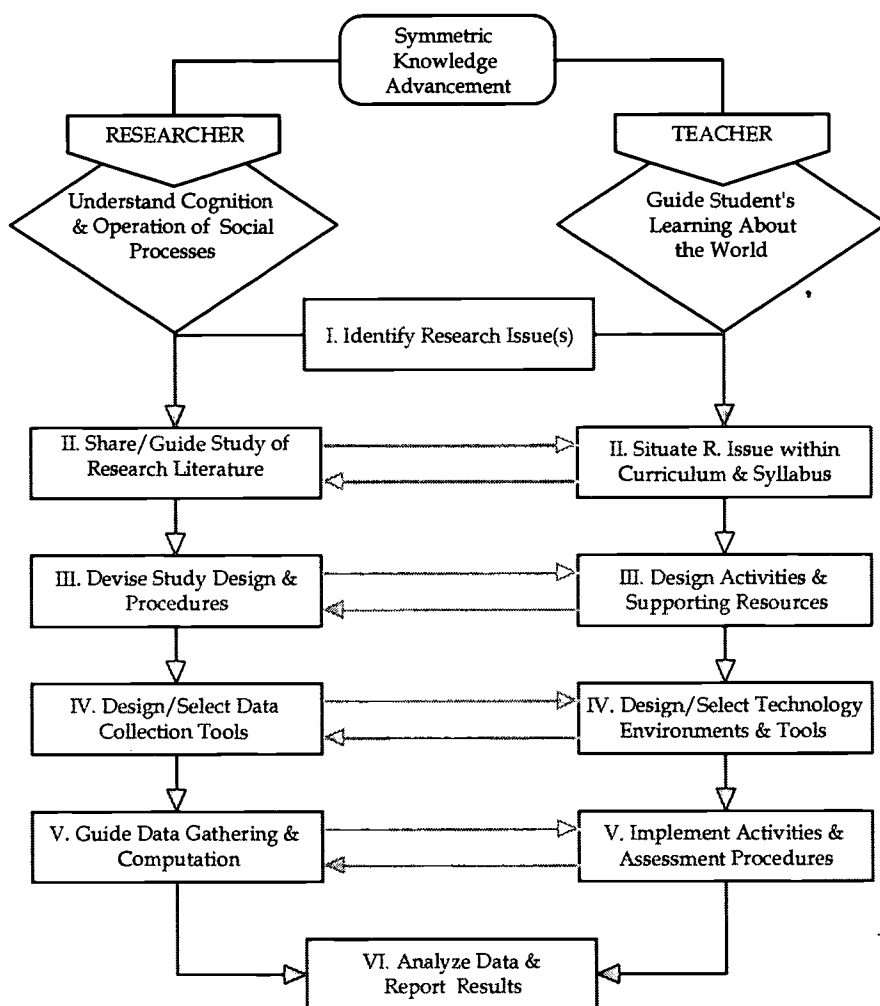 Symmetric
Knowledge
Advancement
RESEARCHER
TEACHER
Understand Cognition
& Operation of Social
Processes
Guide Student's
Learning About
the World
I. Identify Research Issue(s)
II. Share/Guide Study of
Research Literature
II. Situate R. Issue within
Curriculum & Syllabus
III. Devise Study Design &
Procedures
III. Design Activities &
Supporting Resources
IV. Design/Select Data
Collection Tools
IV. Design/Select Technology
Environments & Tools
V. Guide Data Gathering &
Computation
V. Implement Activities &
Assessment Procedures
VI. Analyze Data &
Report Results